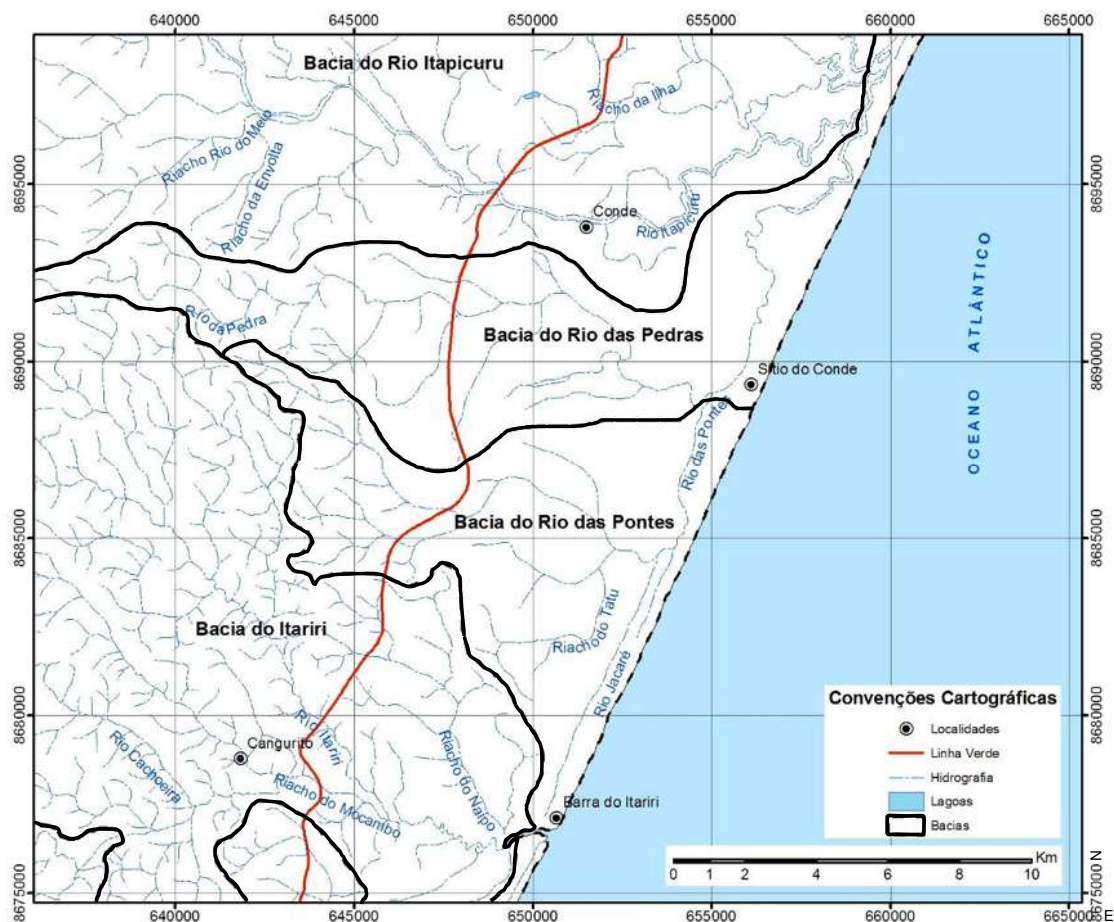 640000 645000 650000 655000 660000 665000
Bacia do Rio Itapicuru
Riacho da Ilha
Riacho Rio do Meio
Riacho da Envolta
8695000 8695000
Conde
Rio Itapicuru
OCEANO ATLÂNTICO
Rio da Pedra
Bacia do Rio das Pedras
8690000 8690000
Sítio do Conde
Rio das Pontes
Bacia do Rio das Pontes
8685000 8685000
Bacia do Itariri
Riacho do Tatu
Rio Jacaré
8680000 8680000
Rio Itariri
Cangurito
Rio Cachoeira
Riacho do Mocambo
Riacho do Naipo
Barra do Itariri
Convenções Cartográficas
Localidades
Linha Verde
Hidrografia
Lagoas
Bacias
Km
0 1 2 4 6 8 10
8675000 8675000 N
640000 645000 650000 655000 660000 E